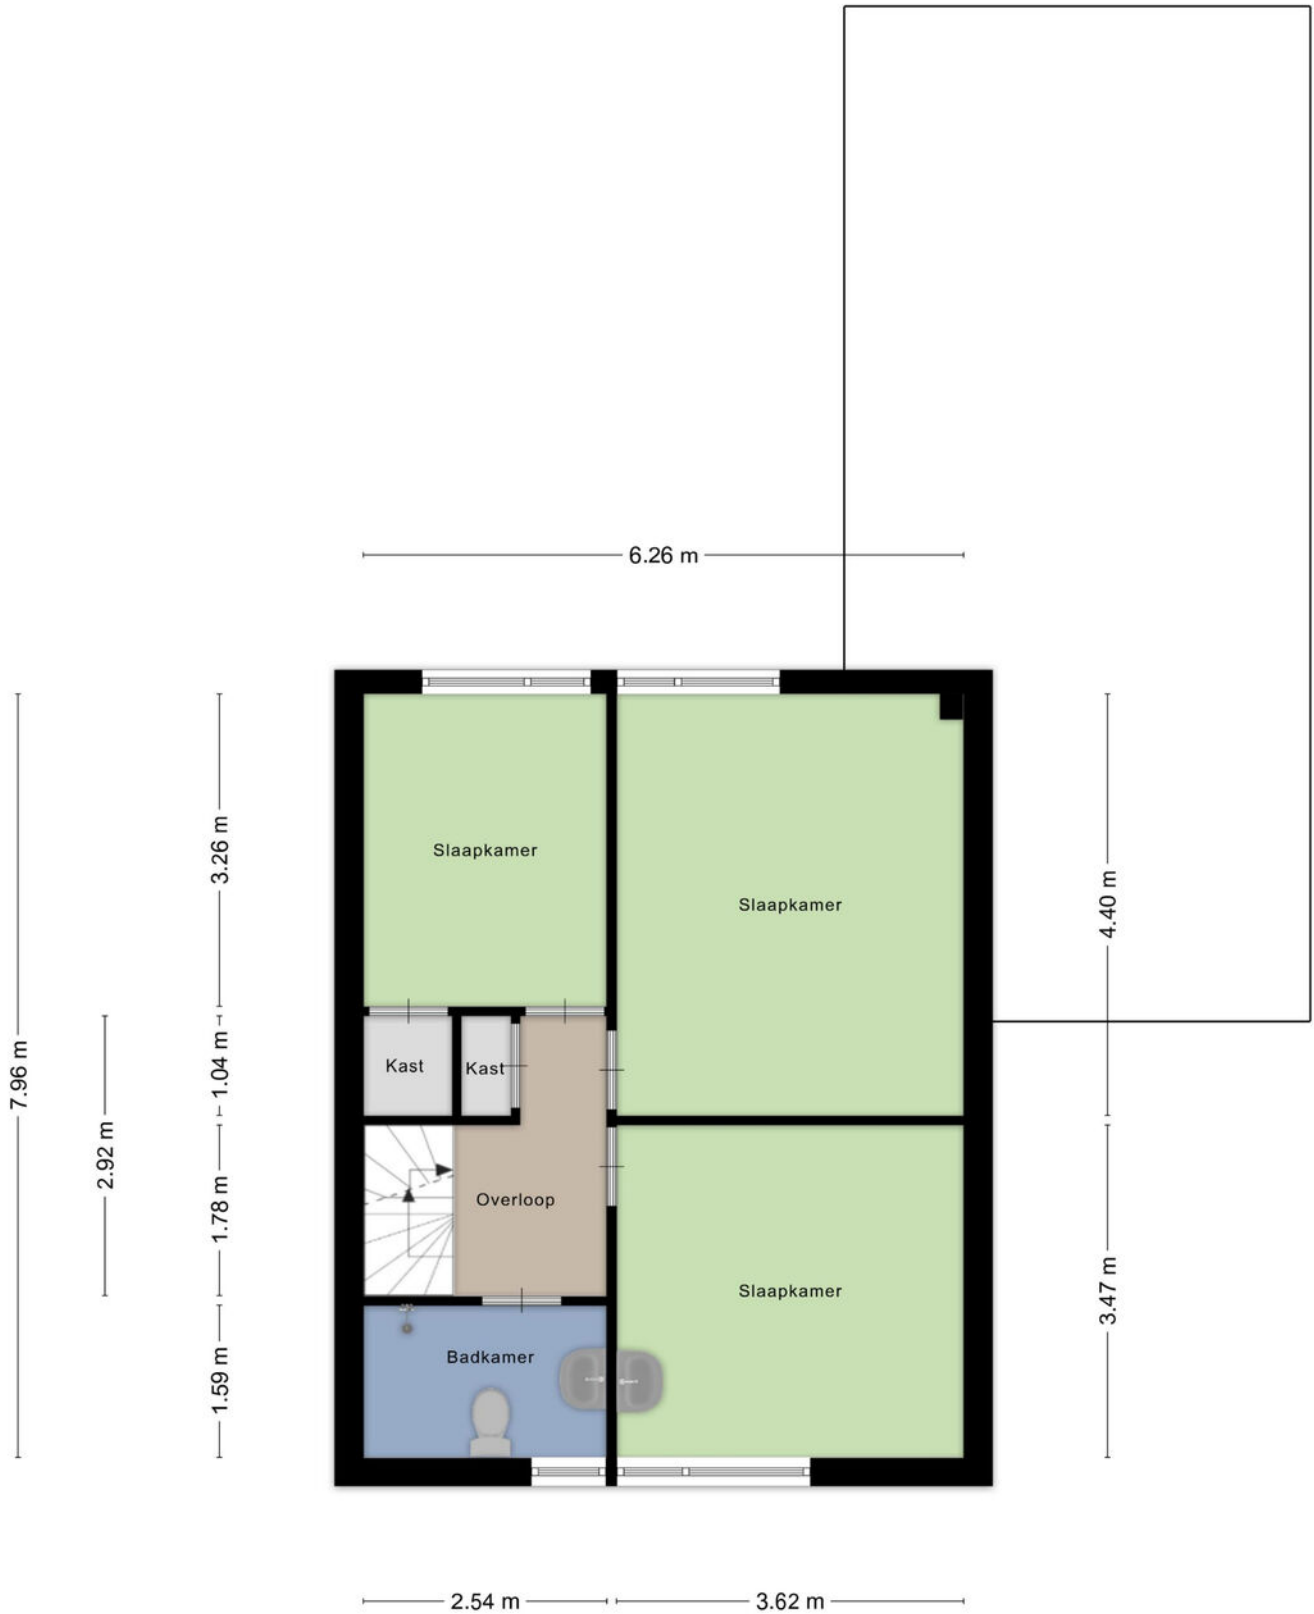 6.26 m
Slaapkamer
3.26 m
Slaapkamer
4.40 m
7.96 m
1.04 m
Kast
Kast
2.92 m
1.78 m
Overloop
Slaapkamer
3.47 m
Badkamer
1.59 m
2.54 m
3.62 m